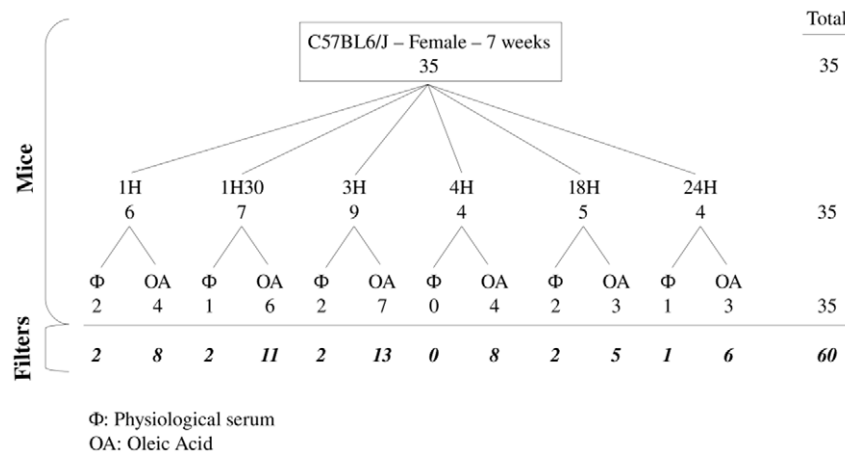 Total
C57BL6/J – Female – 7 weeks
35 35
Mice
1H 1H30 3H 4H 18H 24H
6 7 9 4 5 4 35
Φ OA Φ OA Φ OA Φ OA Φ OA Φ OA
2 4 1 6 2 7 0 4 2 3 1 3 35
Filters
2 8 2 11 2 13 0 8 2 5 1 6 60
Φ: Physiological serum
OA: Oleic Acid